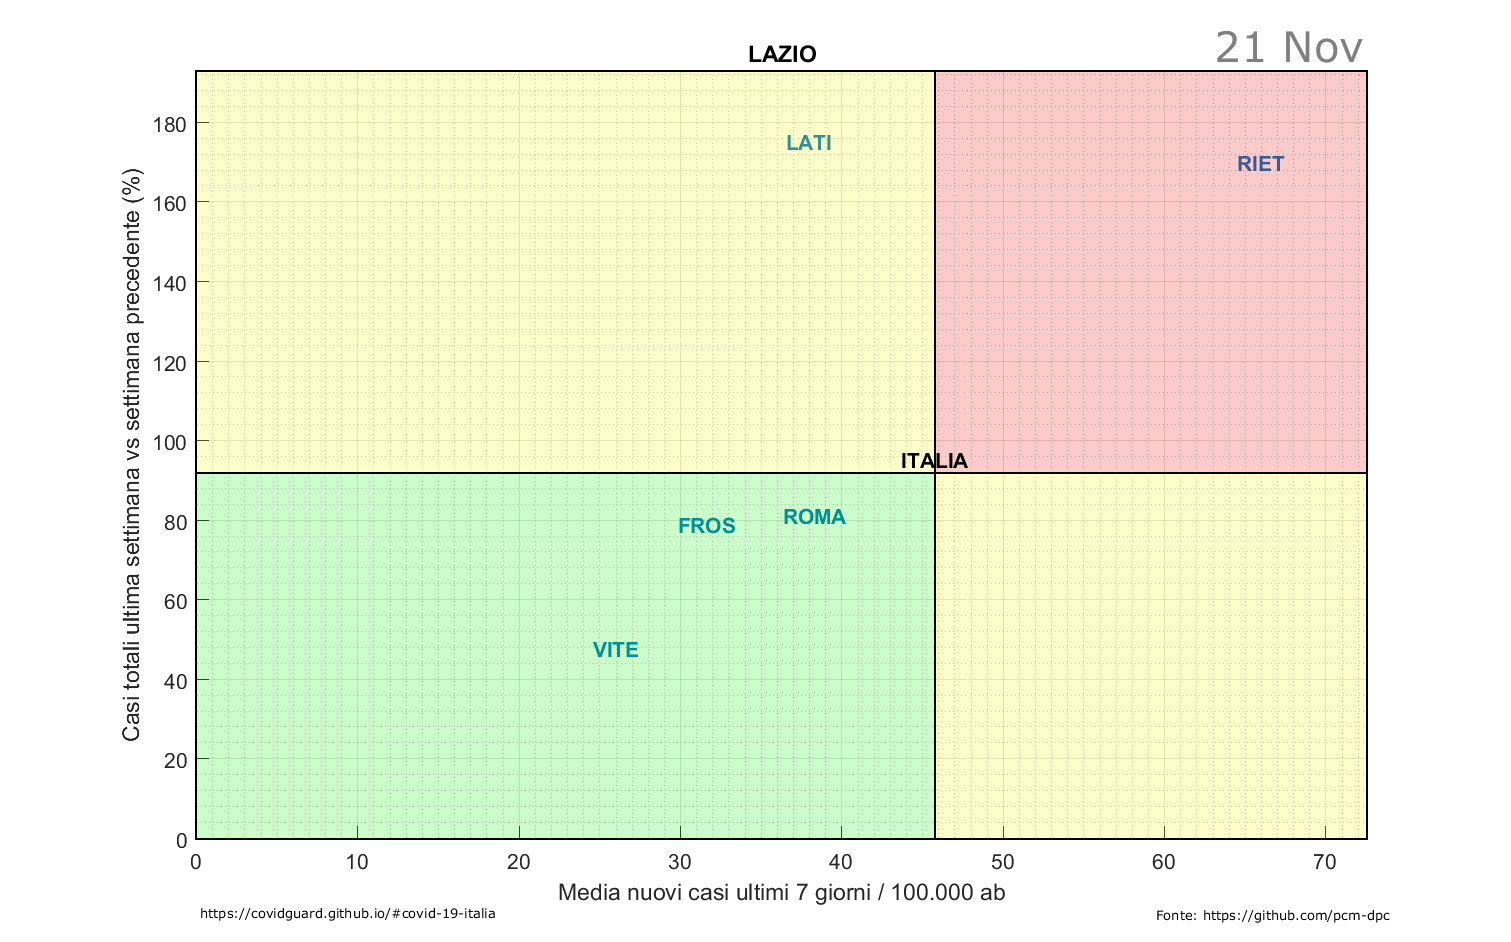 21 Nov
LAZIO
Casi totali ultima settimana vs settimana precedente (%)
180
160
140
120
100
80
60
40
20
0
LATI
RIET
ITALIA
ROMA
FROS
VITE
0 10 20 30 40 50 60 70
Media nuovi casi ultimi 7 giorni / 100.000 ab
https://covidguard.github.io/#covid-19-italia
Fonte: https://github.com/pcm-dpc